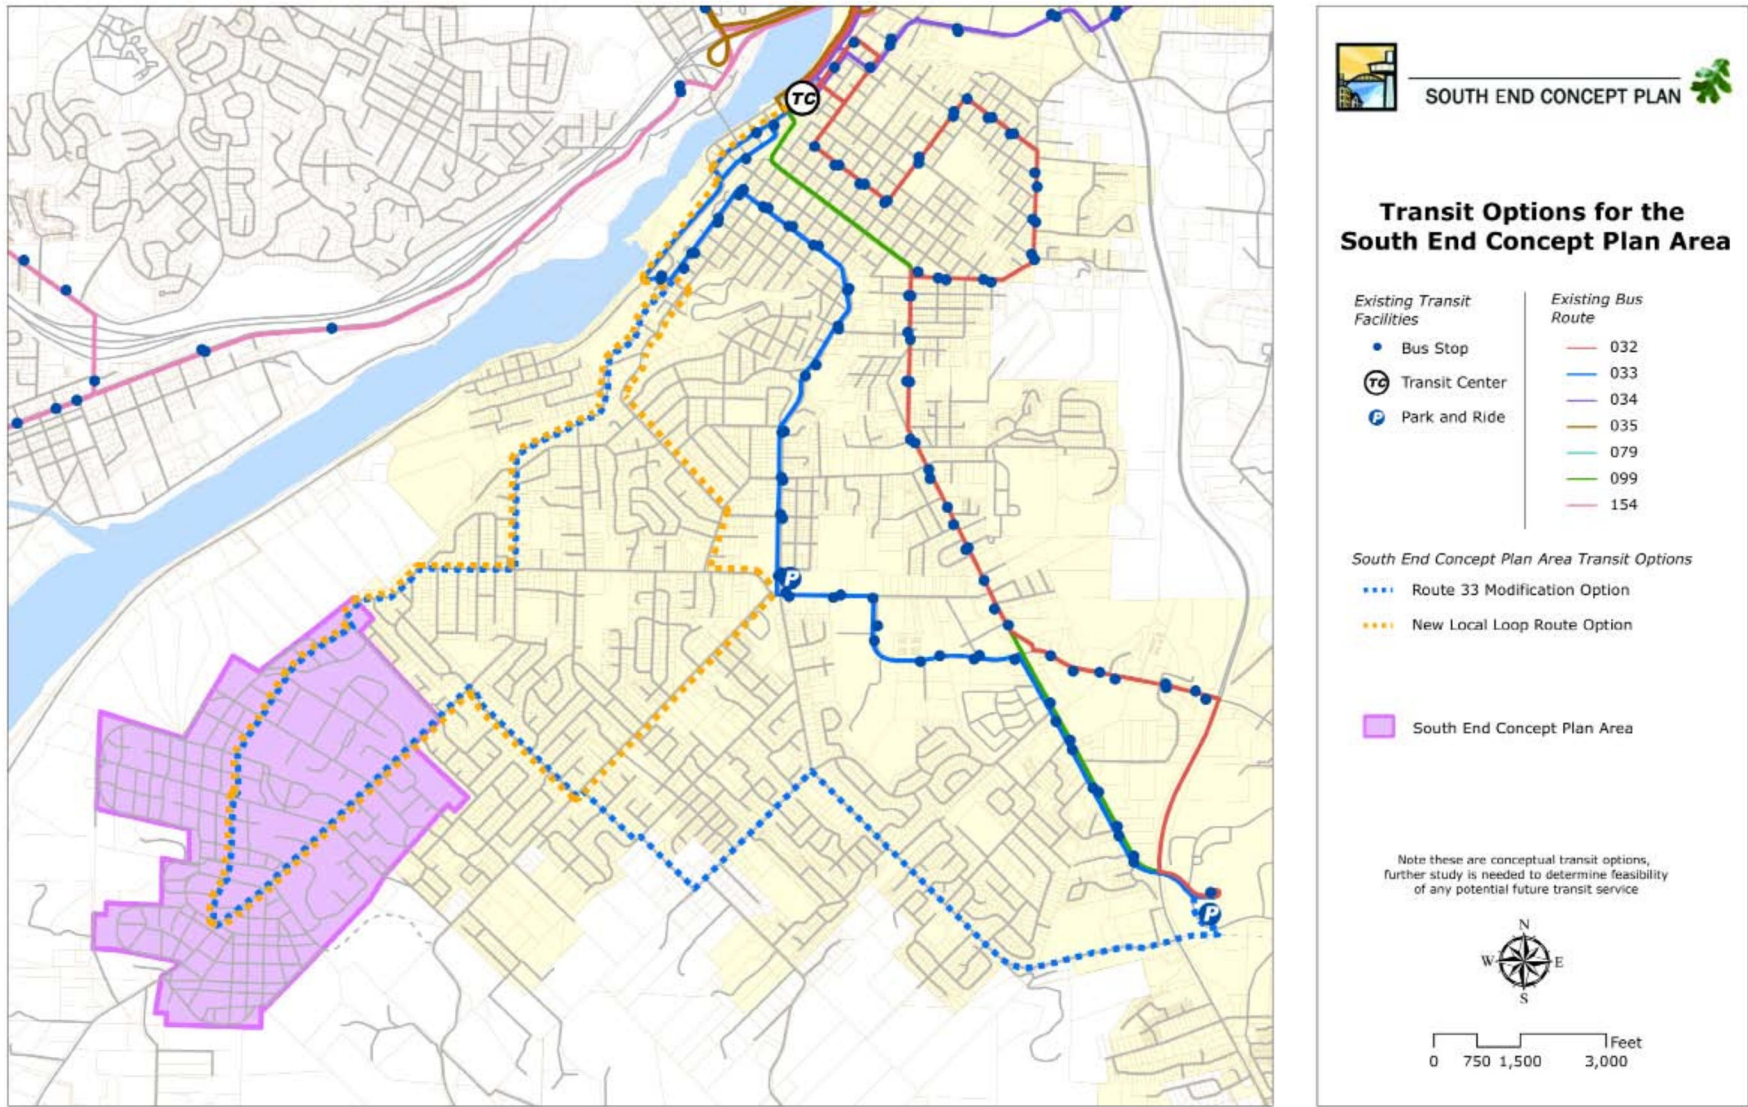 TC
P
P
SOUTH END CONCEPT PLAN
Transit Options for the
South End Concept Plan Area
Existing Transit
Facilities
Bus Stop
TC Transit Center
P Park and Ride
Existing Bus
Route
032
033
034
035
079
099
154
South End Concept Plan Area Transit Options
Route 33 Modification Option
New Local Loop Route Option
South End Concept Plan Area
Note these are conceptual transit options,
further study is needed to determine feasibility
of any potential future transit service
N
W E
S
Feet
0 750 1,500 3,000